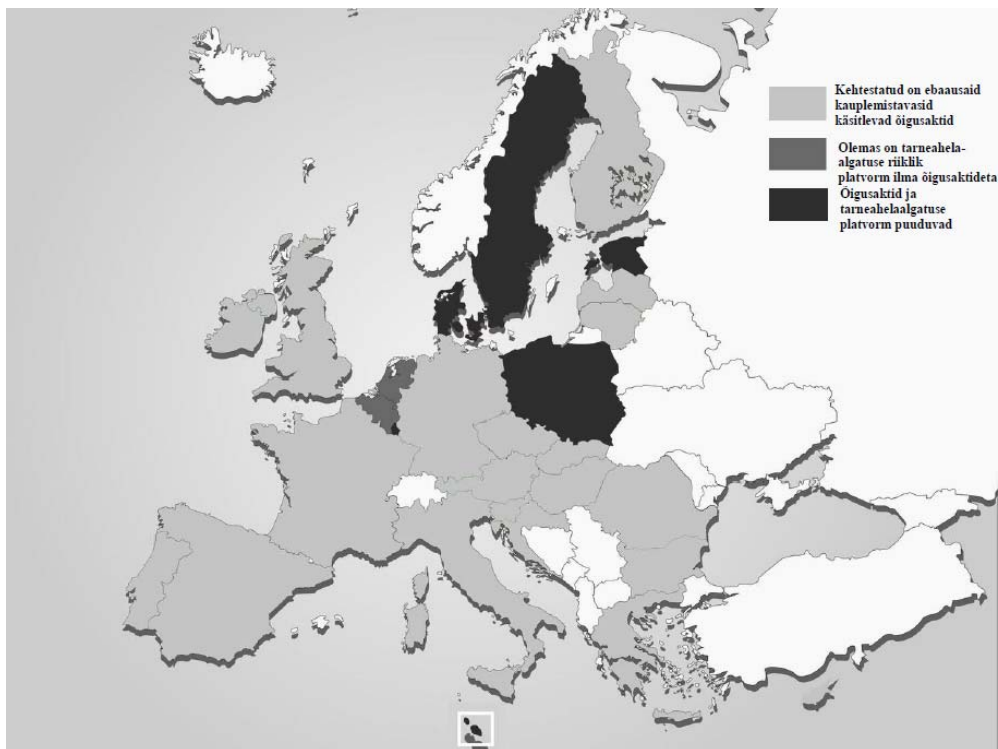 Kehtestatud on ebaausaid
kauplemistavasid
käsitlevad õigusaktid
Olemas on tarneahela-
algatuse riiklik
platvorm ilma õigusaktideta
Õigusaktid ja
tarneahelaalgatuse
platvorm puuduvad